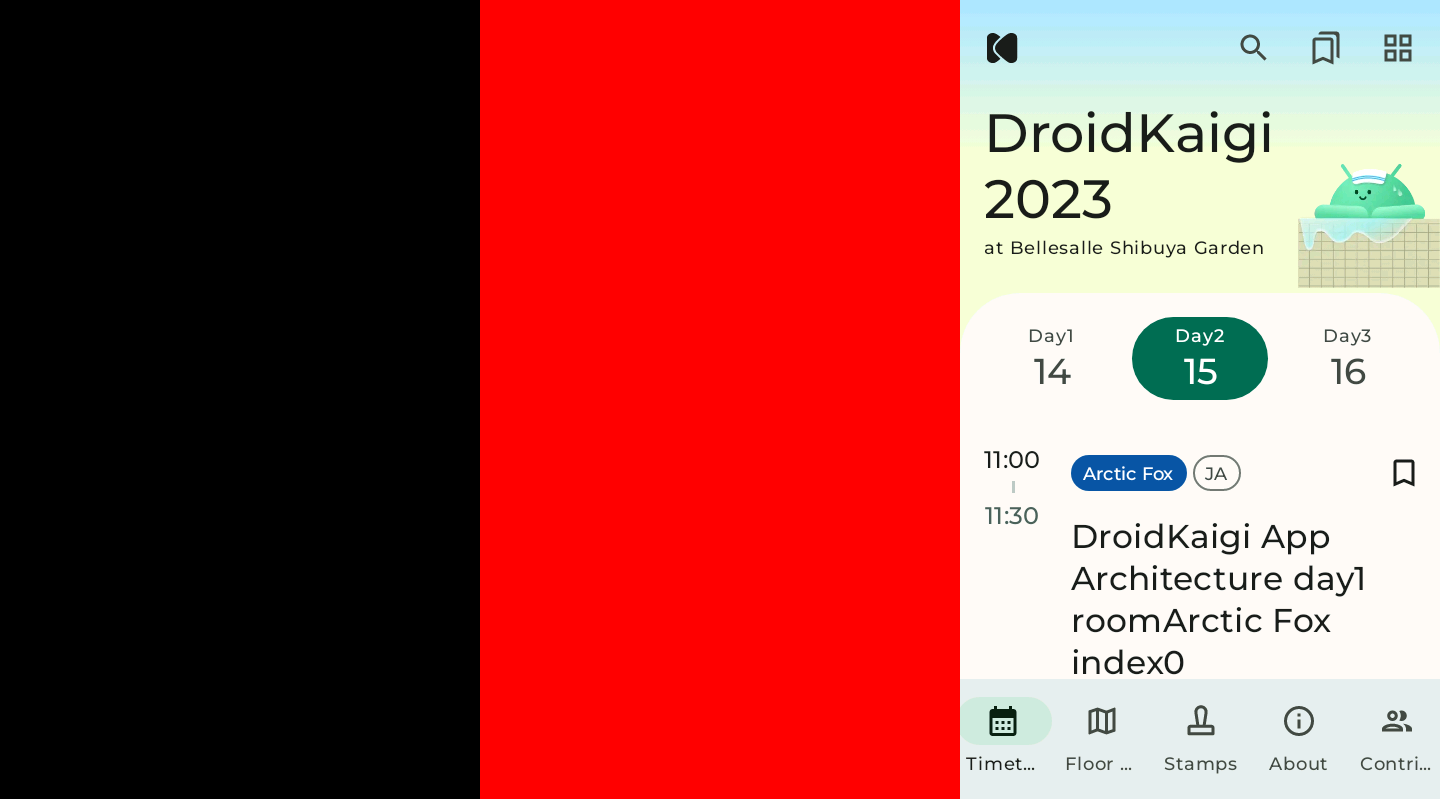 DroidKaigi
2023
at Bellesalle Shibuya Garden
Day1
14
Day2
15
Day3
16
11:00
11:30
Arctic Fox
JA
DroidKaigi App
Architecture day1
roomArctic Fox
index0
Timet…
Floor …
Stamps
About
Contri…